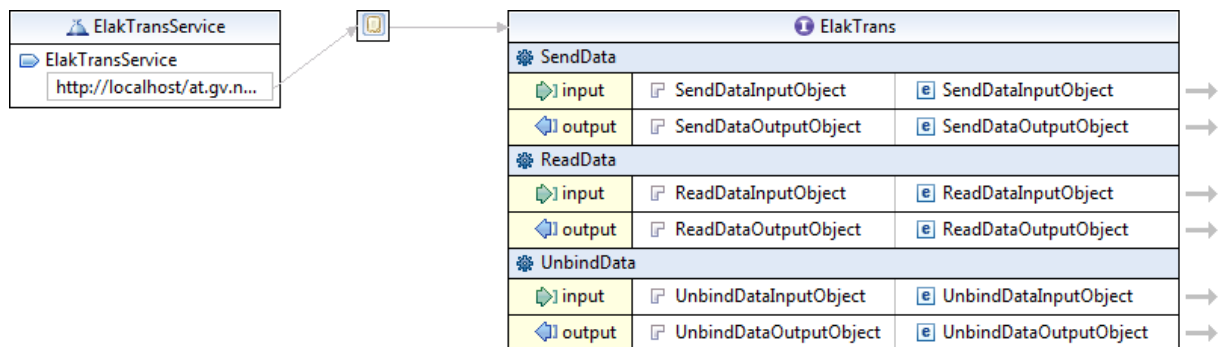 ElakTransService
ElakTransService
http://localhost/at.gv.n...
ElakTrans
SendData
input SendDataInputObject SendDataInputObject
output SendDataOutputObject SendDataOutputObject
ReadData
input ReadDataInputObject ReadDataInputObject
output ReadDataOutputObject ReadDataOutputObject
UnbindData
input UnbindDataInputObject UnbindDataInputObject
output UnbindDataOutputObject UnbindDataOutputObject